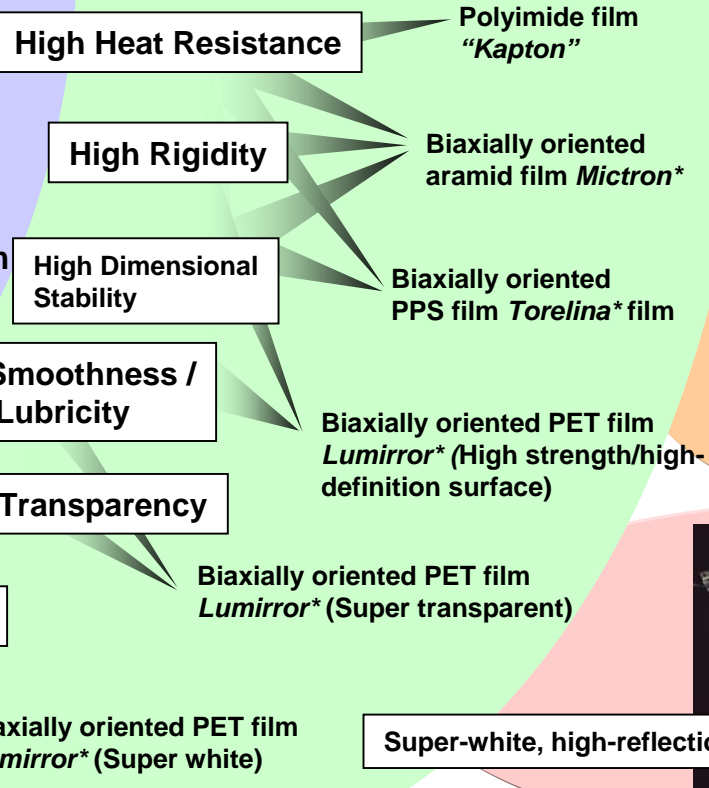 High Heat Resistance
Polyimide film
“Kapton”
High Rigidity
Biaxially oriented
aramid film Mictron*
High Dimensional
Stability
Biaxially oriented
PPS film Torelina* film
Smoothness /
Lubricity
Biaxially oriented PET film
Lumirror* (High strength/high-
definition surface)
Transparency
Biaxially oriented PET film
Lumirror* (Super transparent)
axially oriented PET film
mirror* (Super white)
Super-white, high-reflectio